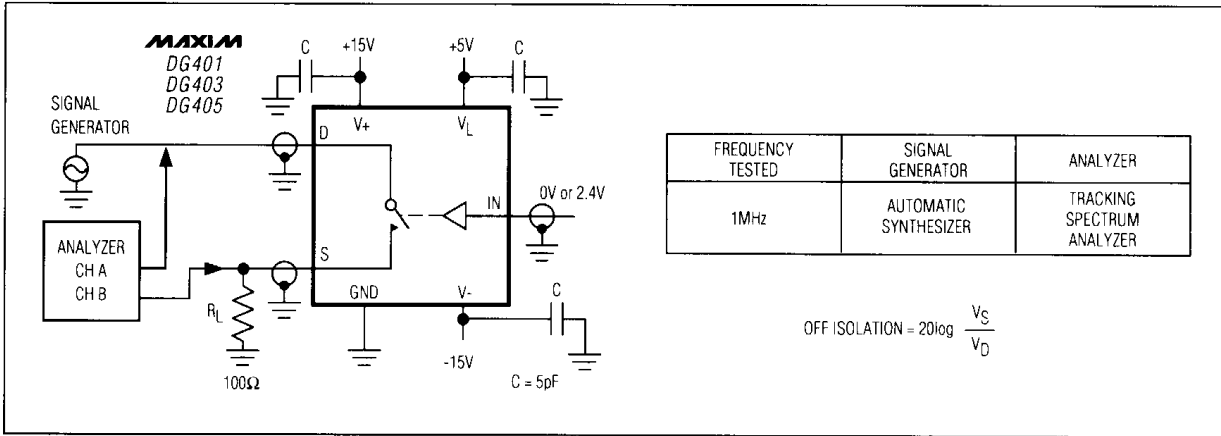 MAXIM
DG401
DG403
DG405
C
+15V
+5V
C
SIGNAL
GENERATOR
D
V+
VL
IN
0V or 2.4V
ANALYZER
CH A
CH B
S
RL
100Ω
GND
V-
C
-15V
C = 5pF
FREQUENCY
TESTED
SIGNAL
GENERATOR
ANALYZER
1MHz
AUTOMATIC
SYNTHESIZER
TRACKING
SPECTRUM
ANALYZER
OFF ISOLATION = 20log VS
VD